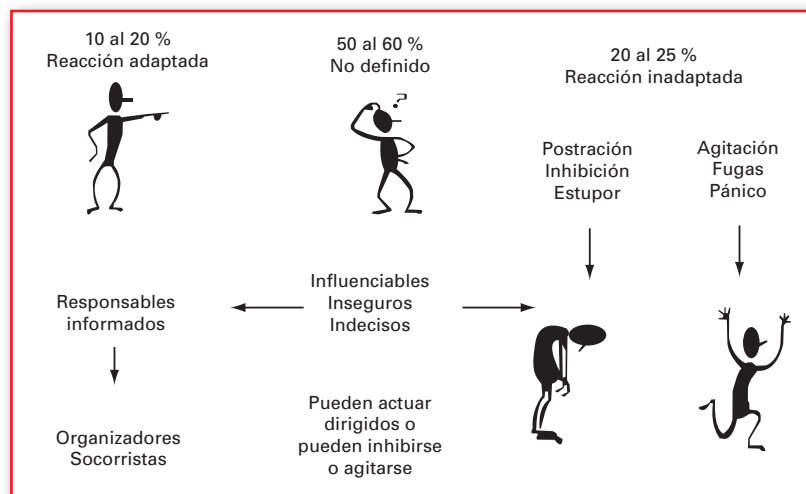 10 al 20 %
Reacción adaptada
50 al 60 %
No definido
20 al 25 %
Reacción inadaptada
?
Postración
Inhibición
Estupor
Agitación
Fugas
Pánico
Responsables
informados
Influenciables
Inseguros
Indecisos
Organizadores
Socorristas
Pueden actuar
dirigidos o
pueden inhibirse
o agitarse